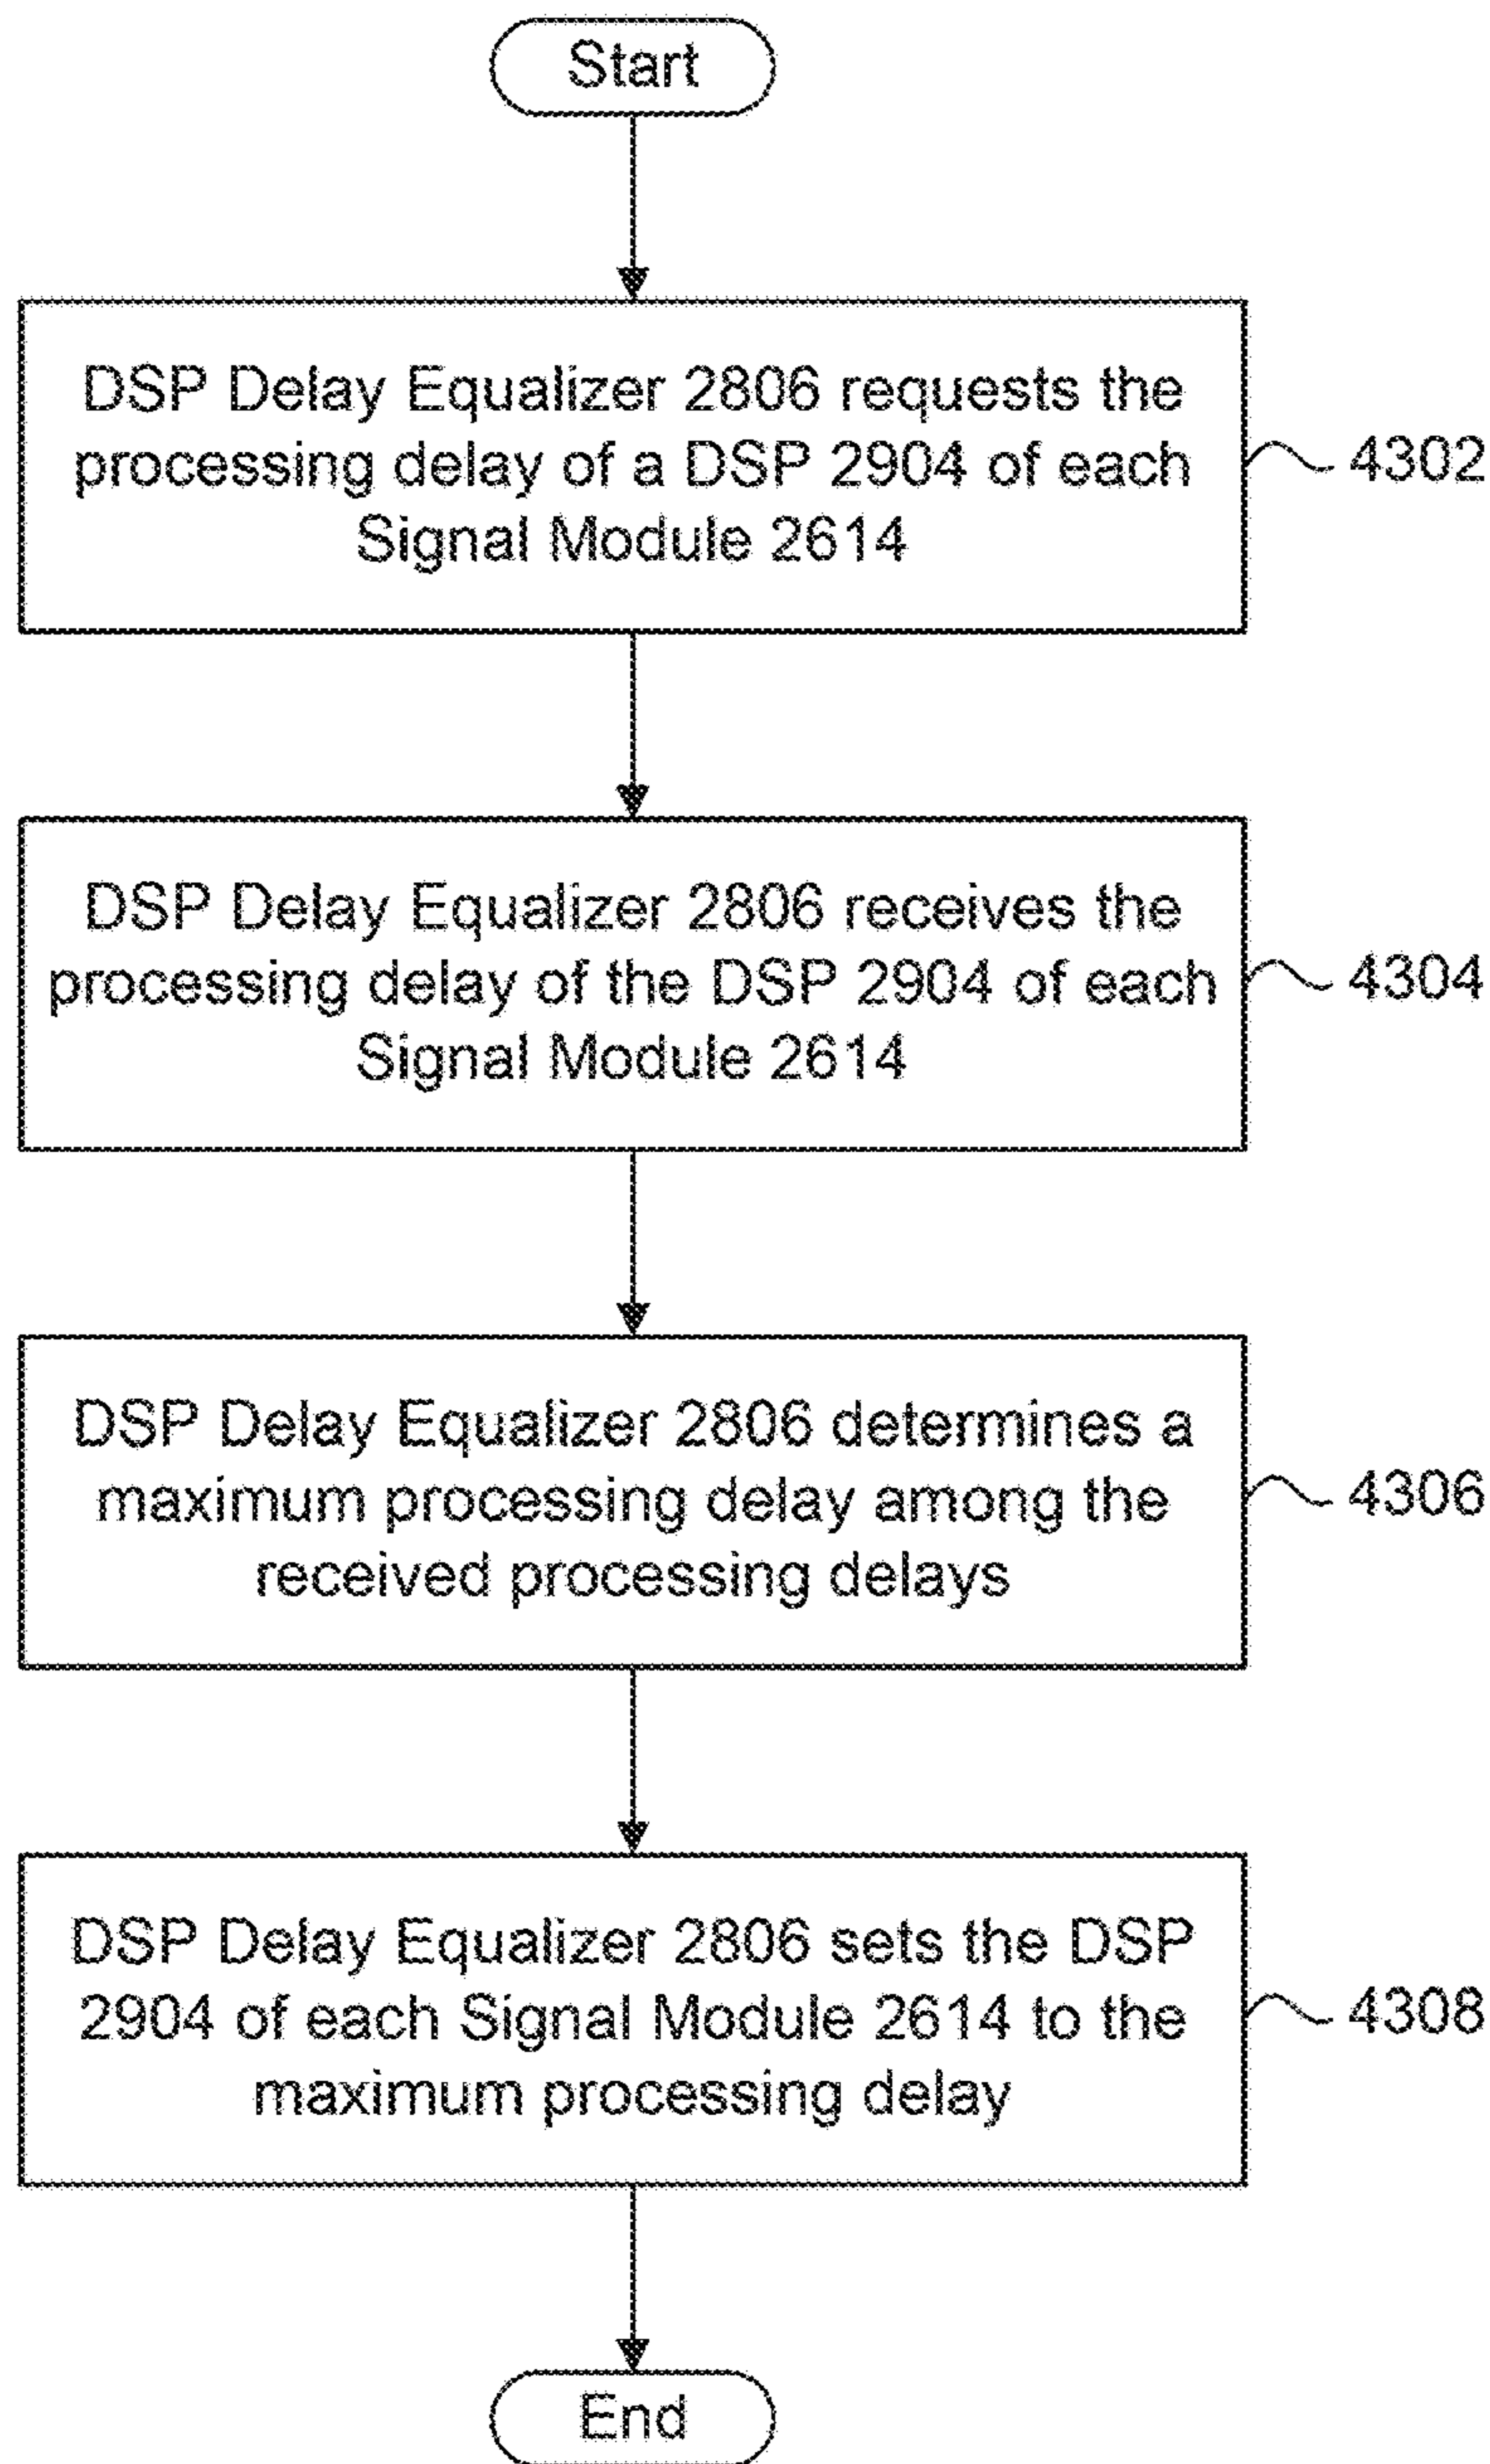 Start
DSP Delay Equalizer 2806 requests the
processing delay of a DSP 2904 of each
Signal Module 2614
4302
DSP Delay Equalizer 2806 receives the
processing delay of the DSP 2904 of each
Signal Module 2614
4304
DSP Delay Equalizer 2806 determines a
maximum processing delay among the
received processing delays
4306
DSP Delay Equalizer 2806 sets the DSP
2904 of each Signal Module 2614 to the
maximum processing delay
4308
End